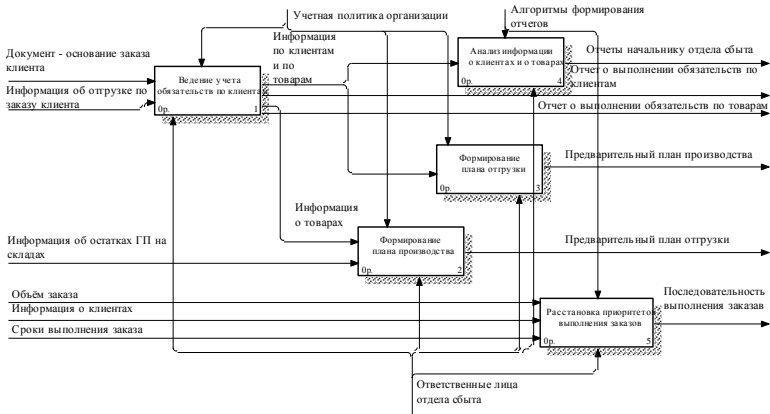 Учетная политика организации
Алгоритмы формирования
отчетов
Документ - основание заказа
клиента
Информация об отгрузке по
заказу клиента
Ведение учета
обязательств по клиентам
0р. 1
Информация
по клиентам
и по
товарам
Анализ информации
о клиентах и о товарах
0р. 4
Отчеты начальнику отдела сбыта
Отчет о выполнении обязательств по
клиентам
Отчет о выполнении обязательств по товарам
Формирование
плана отгрузки
0р. 3
Предварительный план производства
Информация
о товарах
Информация об остатках ГП на
складах
Формирование
плана производства
0р. 2
Предварительный план отгрузки
Объём заказа
Информация о клиентах
Сроки выполнения заказа
Расстановка приоритетов
выполнения заказов
0р. 5
Последовательность
выполнения заказов
Ответственные лица
отдела сбыта